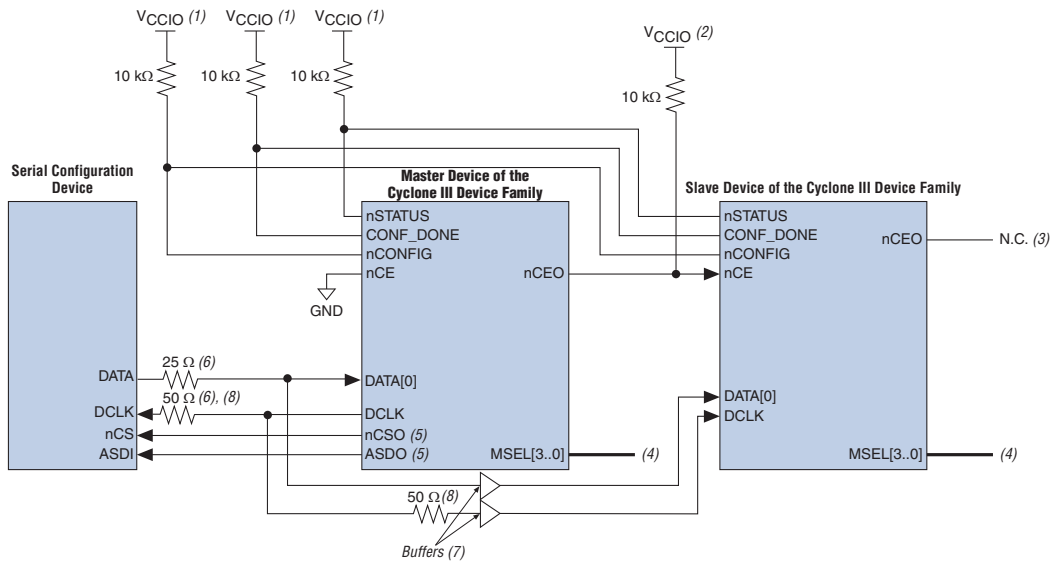 VCCIO (1)
VCCIO (1)
VCCIO (1)
VCCIO (2)
10 kΩ
10 kΩ
10 kΩ
10 kΩ
Serial Configuration
Device
Master Device of the
Cyclone III Device Family
Slave Device of the Cyclone III Device Family
nSTATUS
CONF_DONE
nCONFIG
nCE
nCEO
GND
nSTATUS
CONF_DONE
nCONFIG
nCE
nCEO
N.C. (3)
DATA
25 Ω (6)
DATA[0]
DCLK
50 Ω (6), (8)
DCLK
nCS
nCSO (5)
ASDI
ASDO (5)
MSEL[3..0]
(4)
DATA[0]
DCLK
MSEL[3..0]
(4)
50 Ω (8)
Buffers (7)